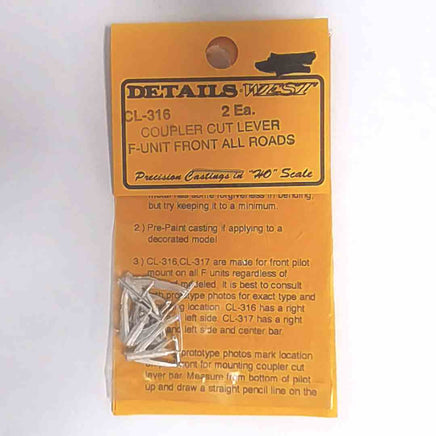 DETAILS WEST
CL-316 2 Ea.
COUPLER CUT LEVER
F-UNIT FRONT ALL ROADS
Precision Castings in "HO" Scale
metal has some forgiveness in bending,
but try keeping it to a minimum.
2.) Pre-Paint casting if applying to a
decorated model
3.) CL-316,CL-317 are made for front pilot
mount on all F units regardless of
modeled. It is best to consult
prototype photos for exact type and
location. CL-316 has a right
left side. CL-317 has a right
and left side and center bar.
prototype photos mark location
for mounting coupler cut
lever bar. Measure from bottom of pilot
up and draw a straight pencil line on the